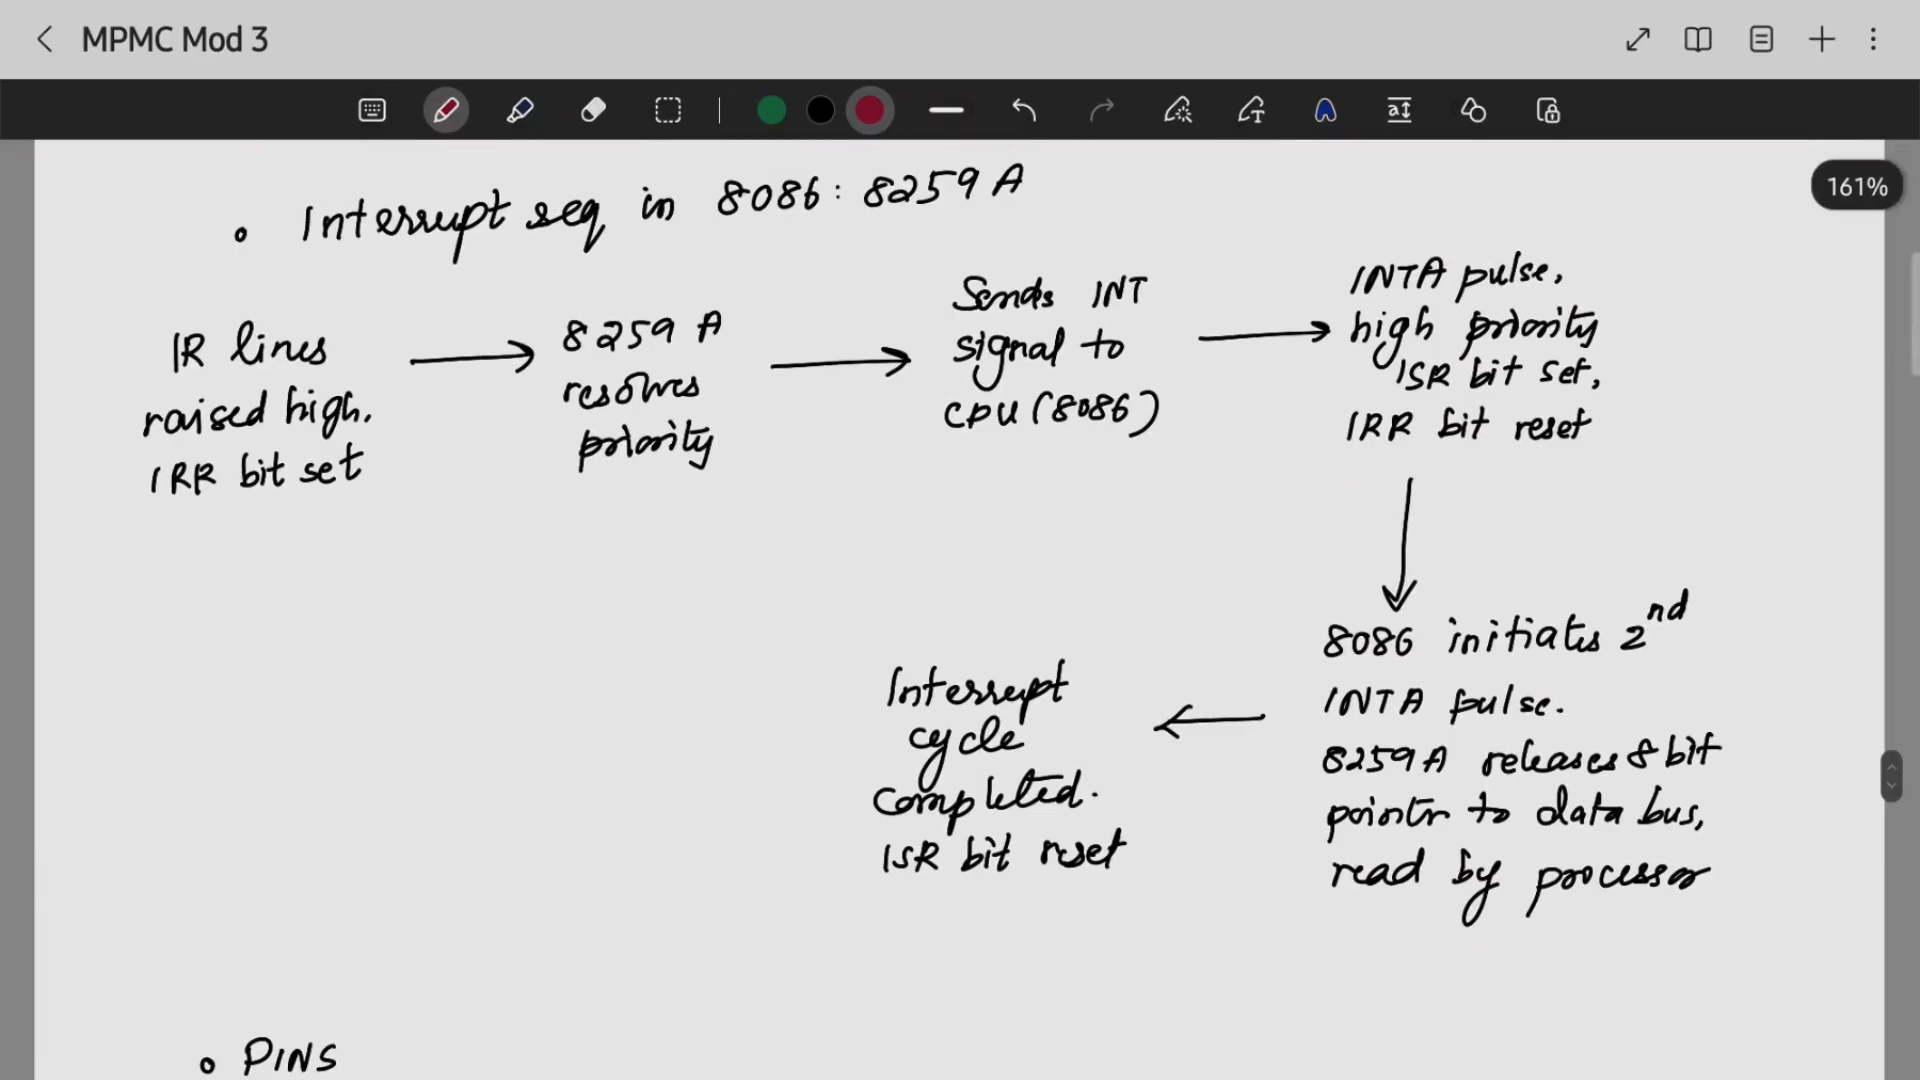 MPMC Mod 3
161%
• Interrupt seq in 8086: 8259A
IR lines
raised high.
IRR bit set
8259 A
resolves
priority
Sends INT
signal to
CPU (8086)
INTA pulse,
high priority
ISR bit set,
IRR bit reset
8086 initiates 2nd
INTA pulse.
8259A releases 8 bit
pointr to data bus,
read by processor
Interrupt
cycle
completed.
ISR bit reset
• PINS